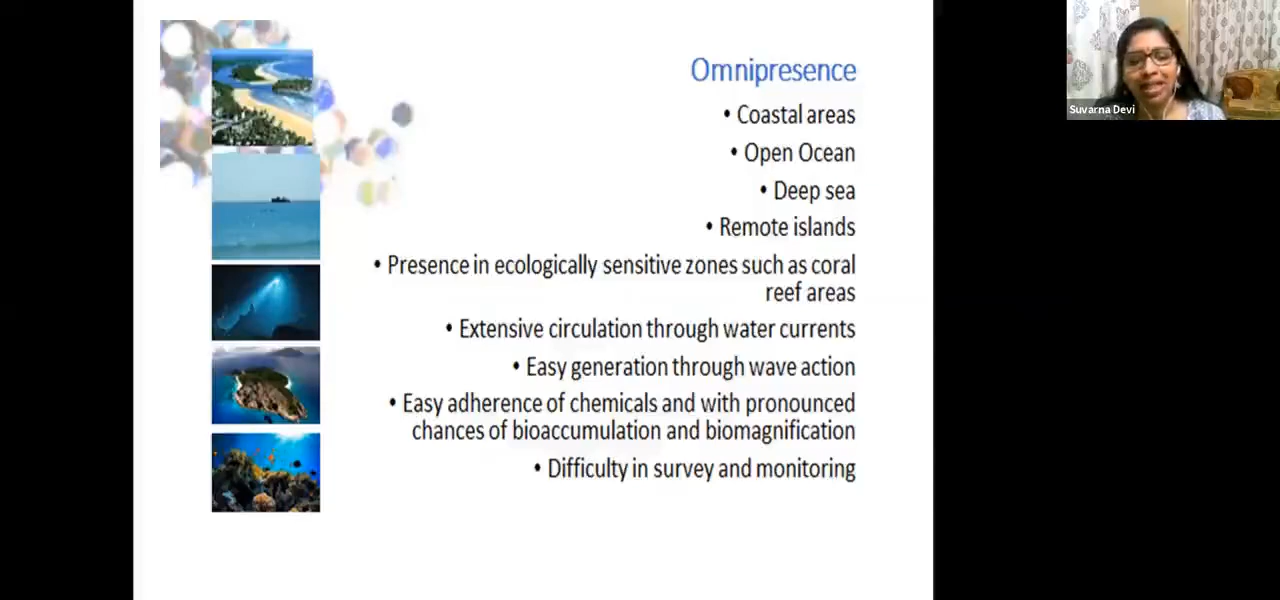 Omnipresence
• Coastal areas
• Open Ocean
• Deep sea
• Remote islands
• Presence in ecologically sensitive zones such as coral
reef areas
• Extensive circulation through water currents
• Easy generation through wave action
• Easy adherence of chemicals and with pronounced
chances of bioaccumulation and biomagnification
• Difficulty in survey and monitoring
Suvarna Devi